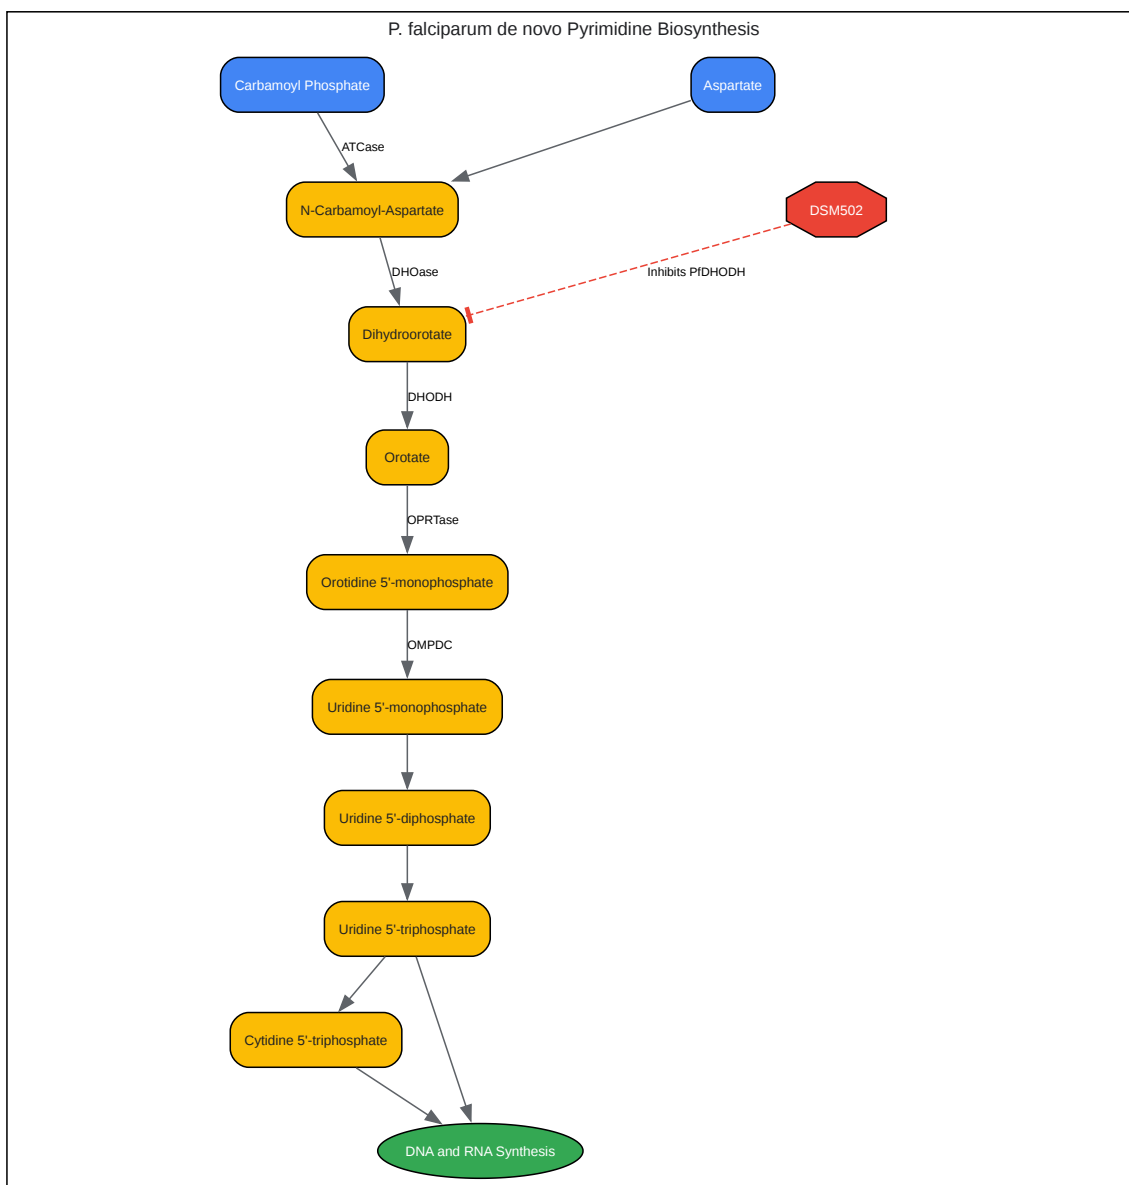 P. falciparum de novo Pyrimidine Biosynthesis
Carbamoyl Phosphate
Aspartate
ATCase
N-Carbamoyl-Aspartate
DSM502
DHOase
Inhibits PfDHODH
Dihydroorotate
DHODH
Orotate
OPRTase
Orotidine 5'-monophosphate
OMPDC
Uridine 5'-monophosphate
Uridine 5'-diphosphate
Uridine 5'-triphosphate
Cytidine 5'-triphosphate
DNA and RNA Synthesis